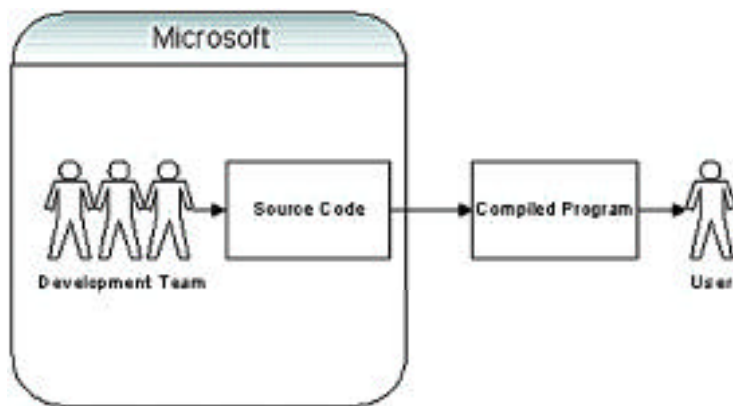 Microsoft
Source Code
Compiled Program
Development Team
User